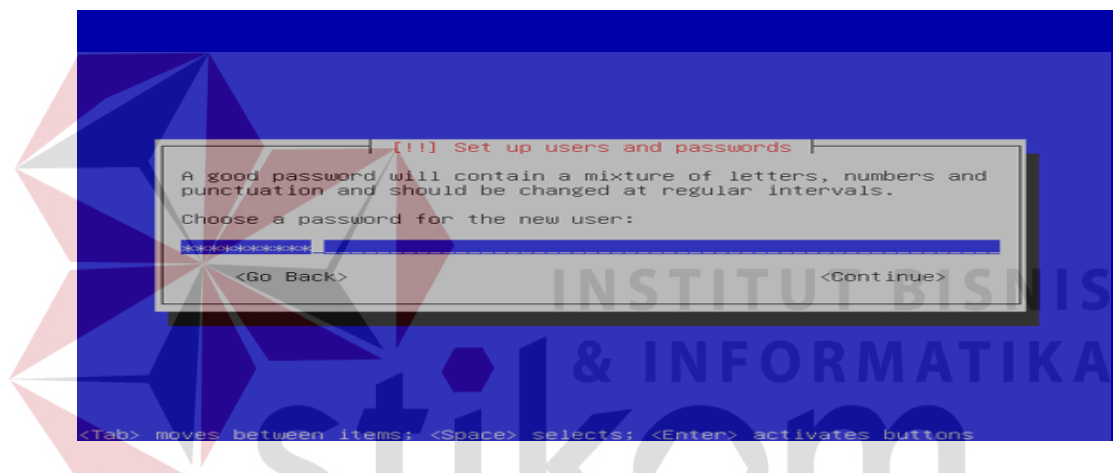 [!!] Set up users and passwords
A good password will contain a mixture of letters, numbers and
punctuation and should be changed at regular intervals.
Choose a password for the new user:
**********
<Go Back> <Continue>
INSTITUT BISNIS
& INFORMATIKA
stikom
<Tab> moves between items; <Space> selects; <Enter> activates buttons